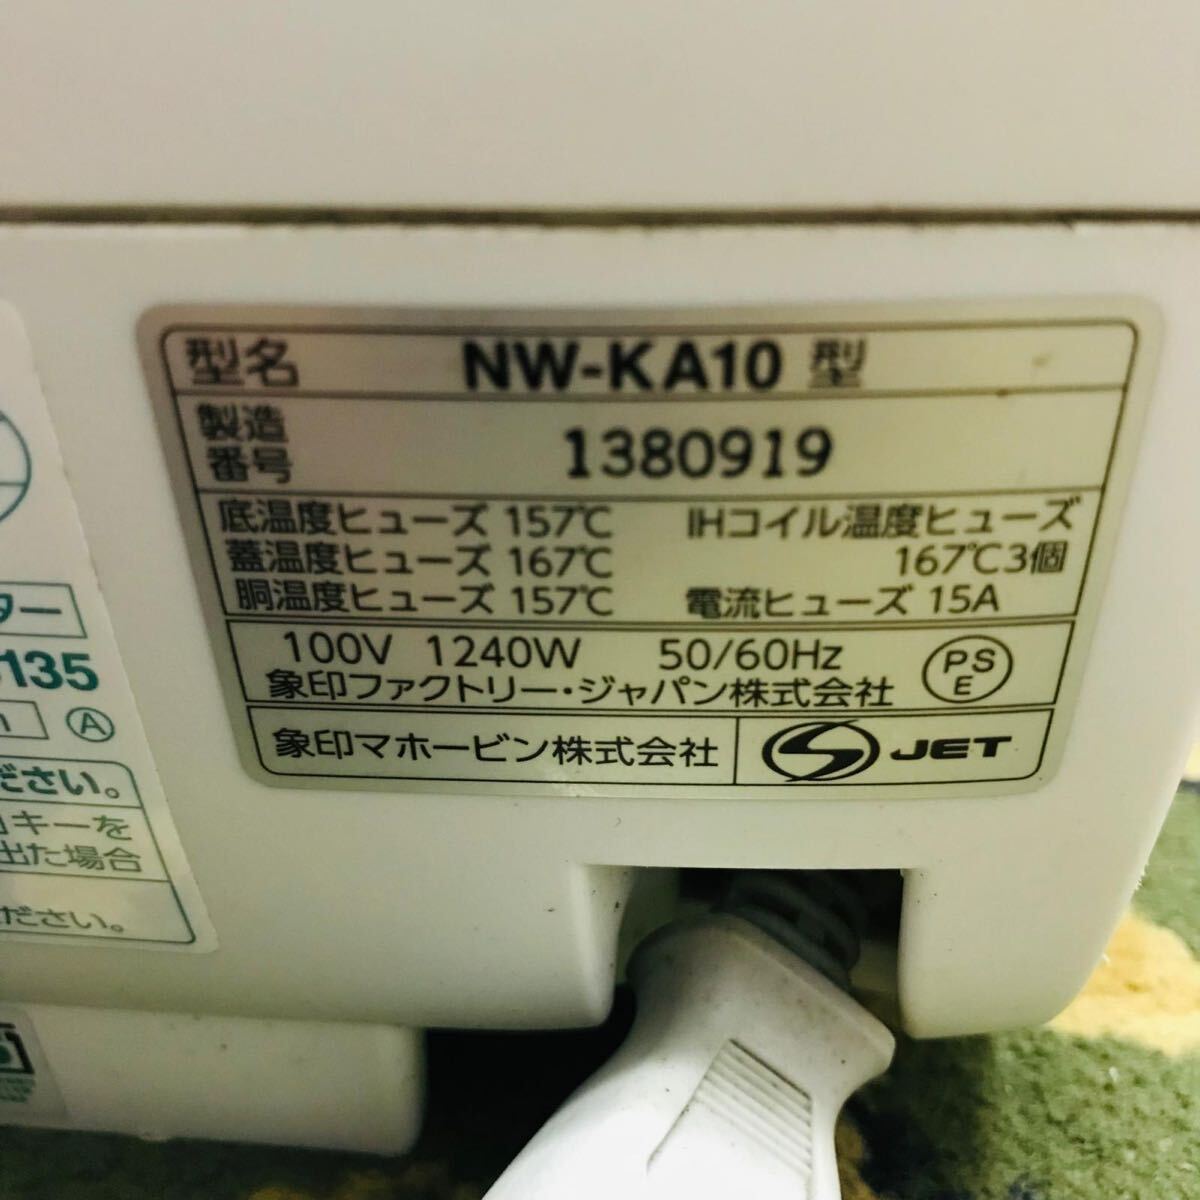 型名 NW-KA10 型
製造番号 1380919
底温度ヒューズ 157℃ IHコイル温度ヒューズ
蓋温度ヒューズ 167℃ 167℃3個
胴温度ヒューズ 157℃ 電流ヒューズ 15A
100V 1240W 50/60Hz PSE
象印ファクトリー・ジャパン株式会社
象印マホービン株式会社 JET
ター
135
A
ださい。
キーを
出た場合
ださい。